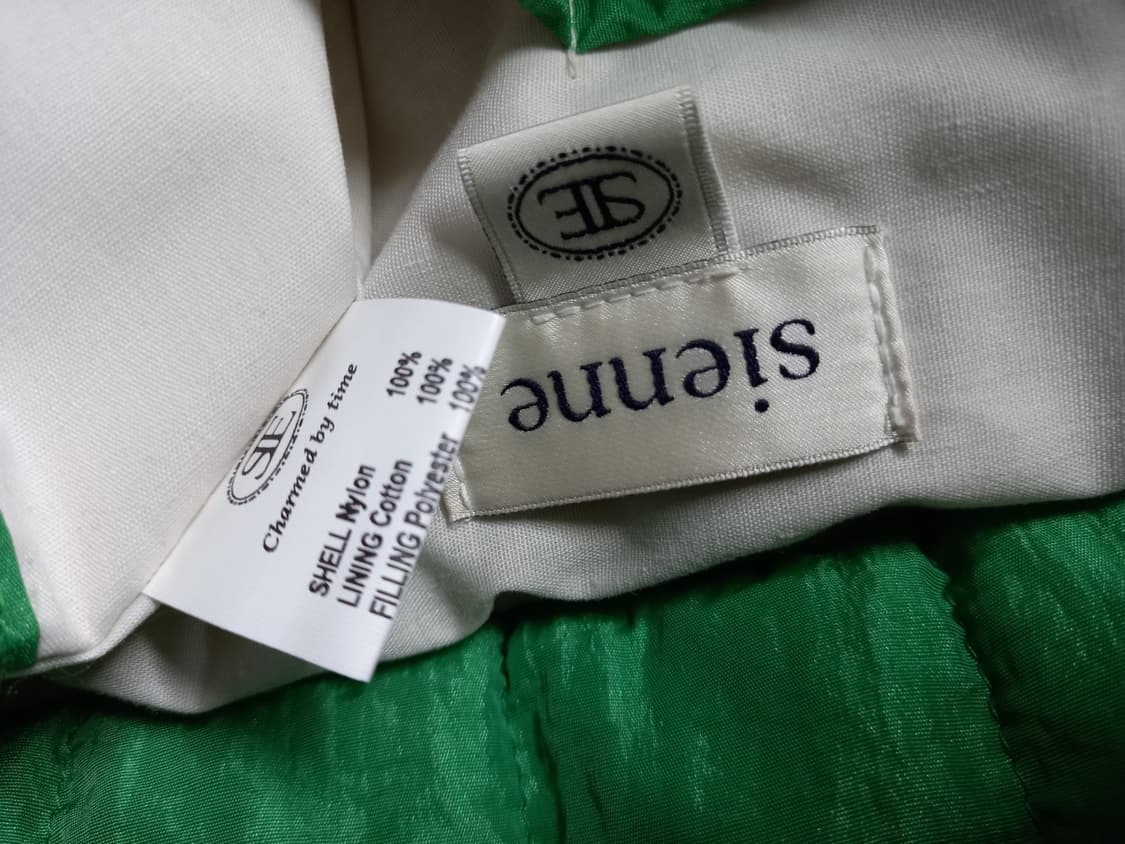 SE
sienne
SE
Charmed by time
SHELL Nylon 100%
LINING Cotton 100%
FILLING Polyester 100%